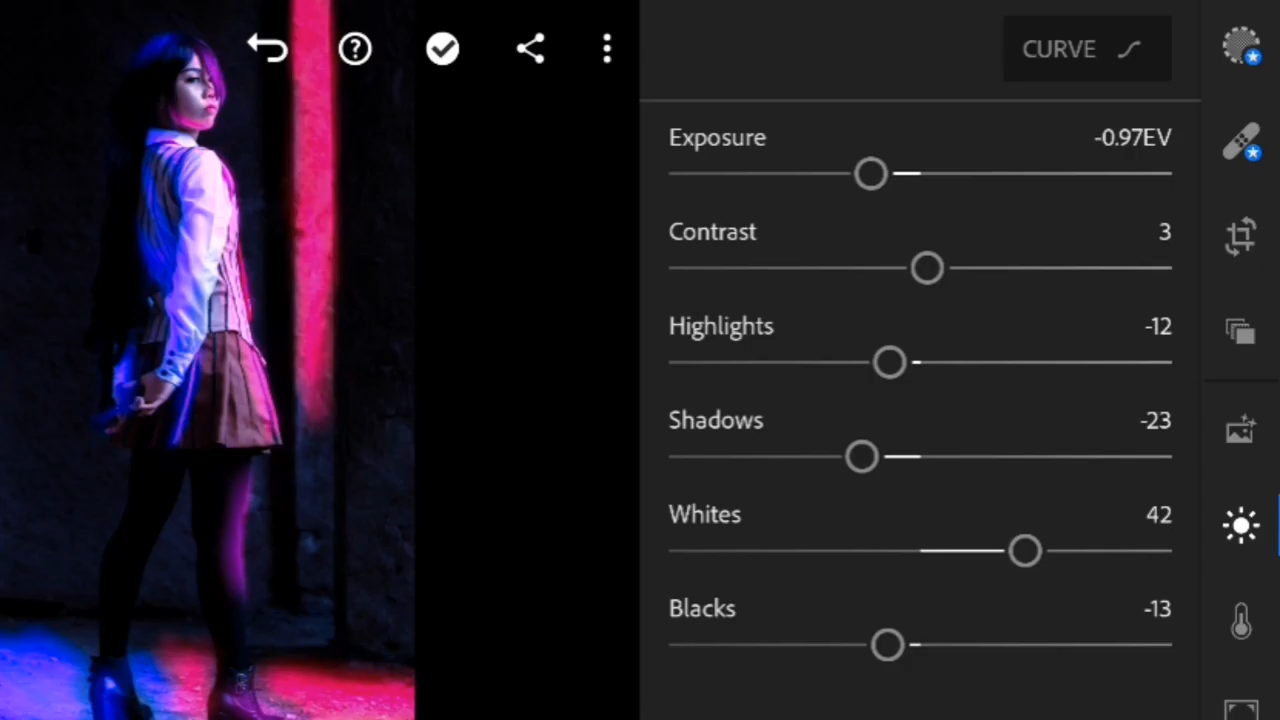 CURVE
Exposure -0.97EV
Contrast 3
Highlights -12
Shadows -23
Whites 42
Blacks -13